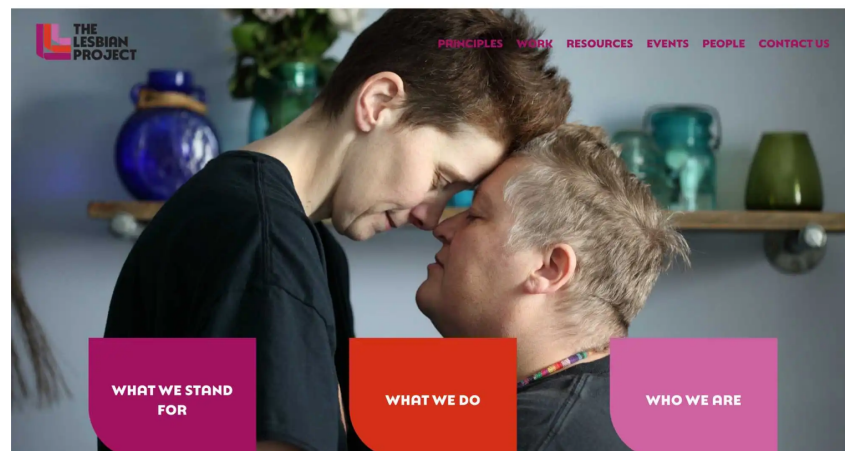 THE
LESBIAN
PROJECT
PRINCIPLES WORK RESOURCES EVENTS PEOPLE CONTACT US
WHAT WE STAND
FOR
WHAT WE DO
WHO WE ARE